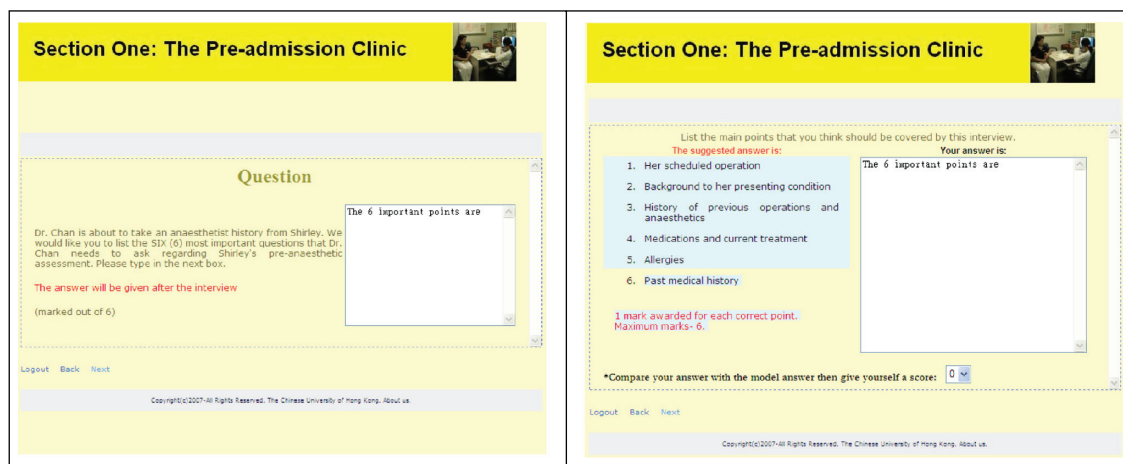 Section One: The Pre-admission Clinic
Question
The 6 important points are
Dr. Chan is about to take an anaesthetist history from Shirley. We
would like you to list the SIX (6) most important questions that Dr.
Chan needs to ask regarding Shirley's pre-anaesthetic
assessment. Please type in the next box.
The answer will be given after the interview
(marked out of 6)
Logout Back Next
Copyright(c)2007-All Rights Reserved. The Chinese University of Hong Kong. About us.
Section One: The Pre-admission Clinic
List the main points that you think should be covered by this interview.
The suggested answer is:
1. Her scheduled operation
2. Background to her presenting condition
3. History of previous operations and
anaesthetics
4. Medications and current treatment
5. Allergies
6. Past medical history
1 mark awarded for each correct point.
Maximum marks- 6.
Your answer is:
The 6 important points are
*Compare your answer with the model answer then give yourself a score: 0
Logout Back Next
Copyright(c)2007-All Rights Reserved. The Chinese University of Hong Kong. About us.